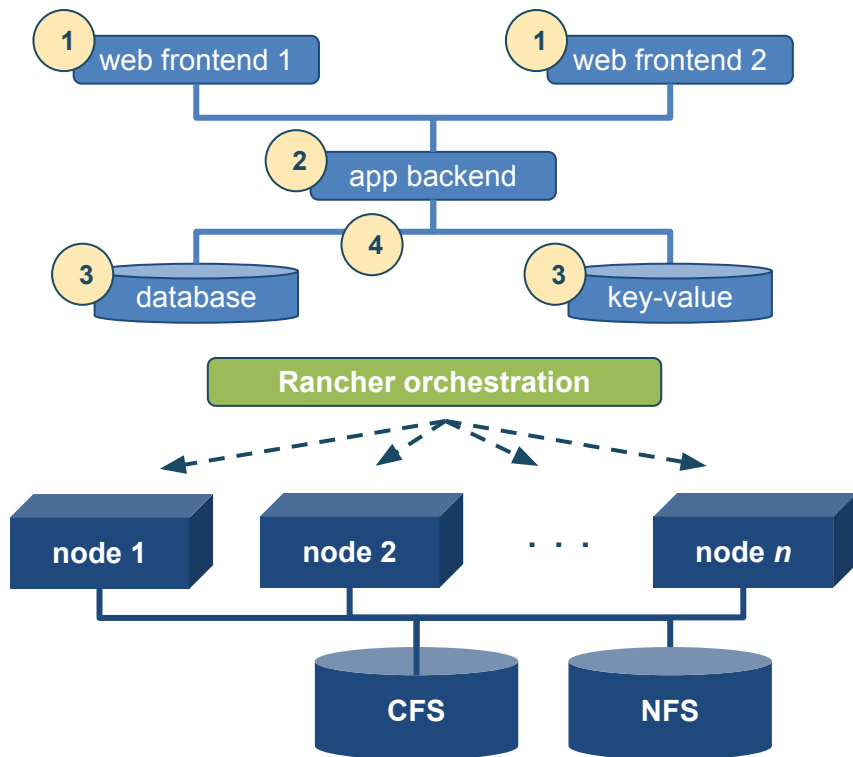 1
web frontend 1
1
web frontend 2
2
app backend
4
3
database
3
key-value
Rancher orchestration
node 1
node 2
. . .
node n
CFS
NFS